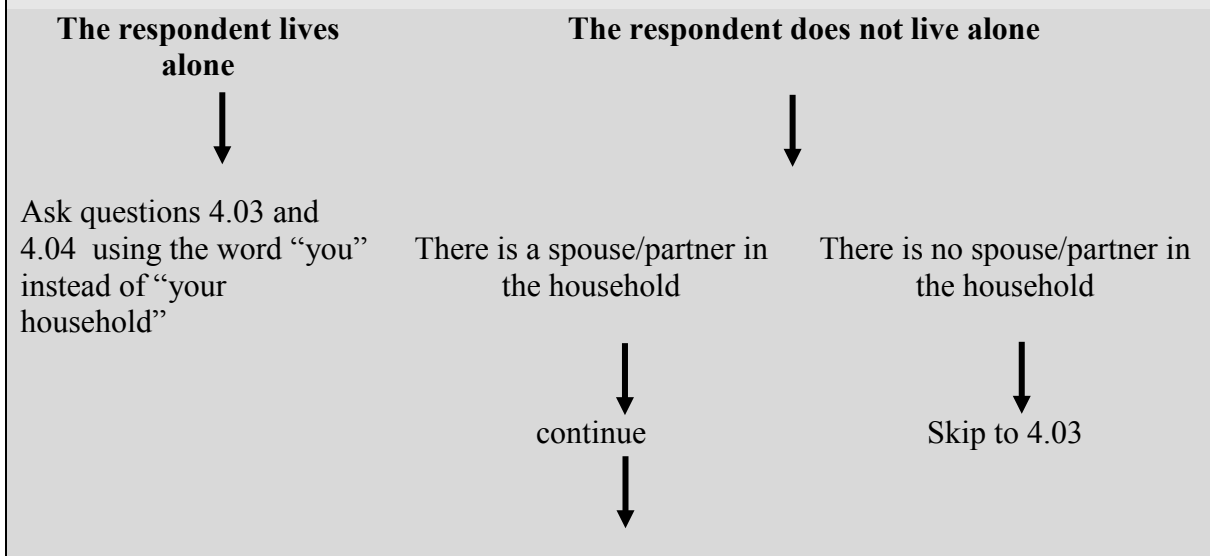 The respondent lives
alone
The respondent does not live alone
Ask questions 4.03 and
4.04 using the word “you”
instead of “your
household”
There is a spouse/partner in
the household
There is no spouse/partner in
the household
continue
Skip to 4.03